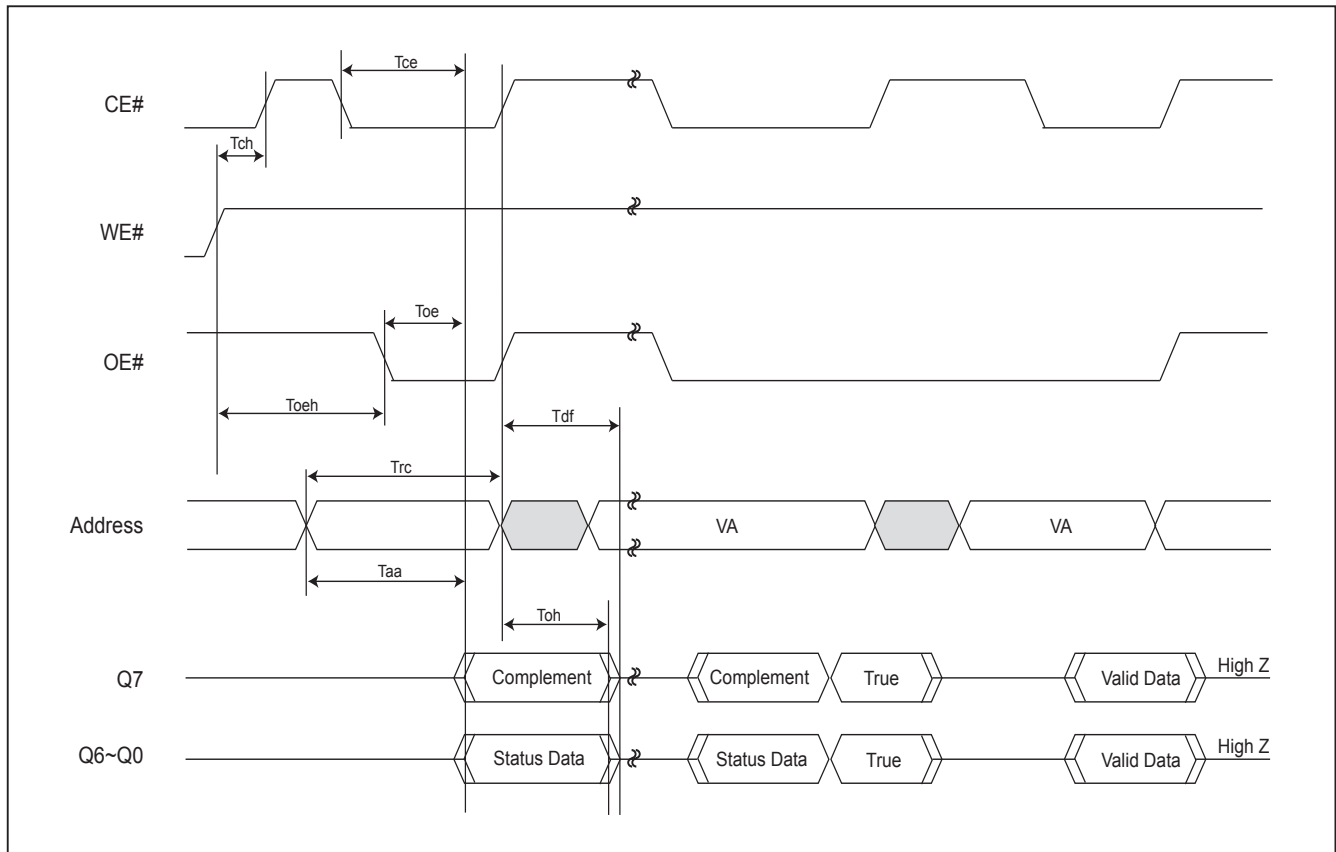 Tce
CE#
Tch
WE#
Toe
OE#
Toeh
Tdf
Trc
Address
VA
VA
Taa
Toh
Q7
Complement
Complement
True
Valid Data
High Z
Q6~Q0
Status Data
Status Data
True
Valid Data
High Z